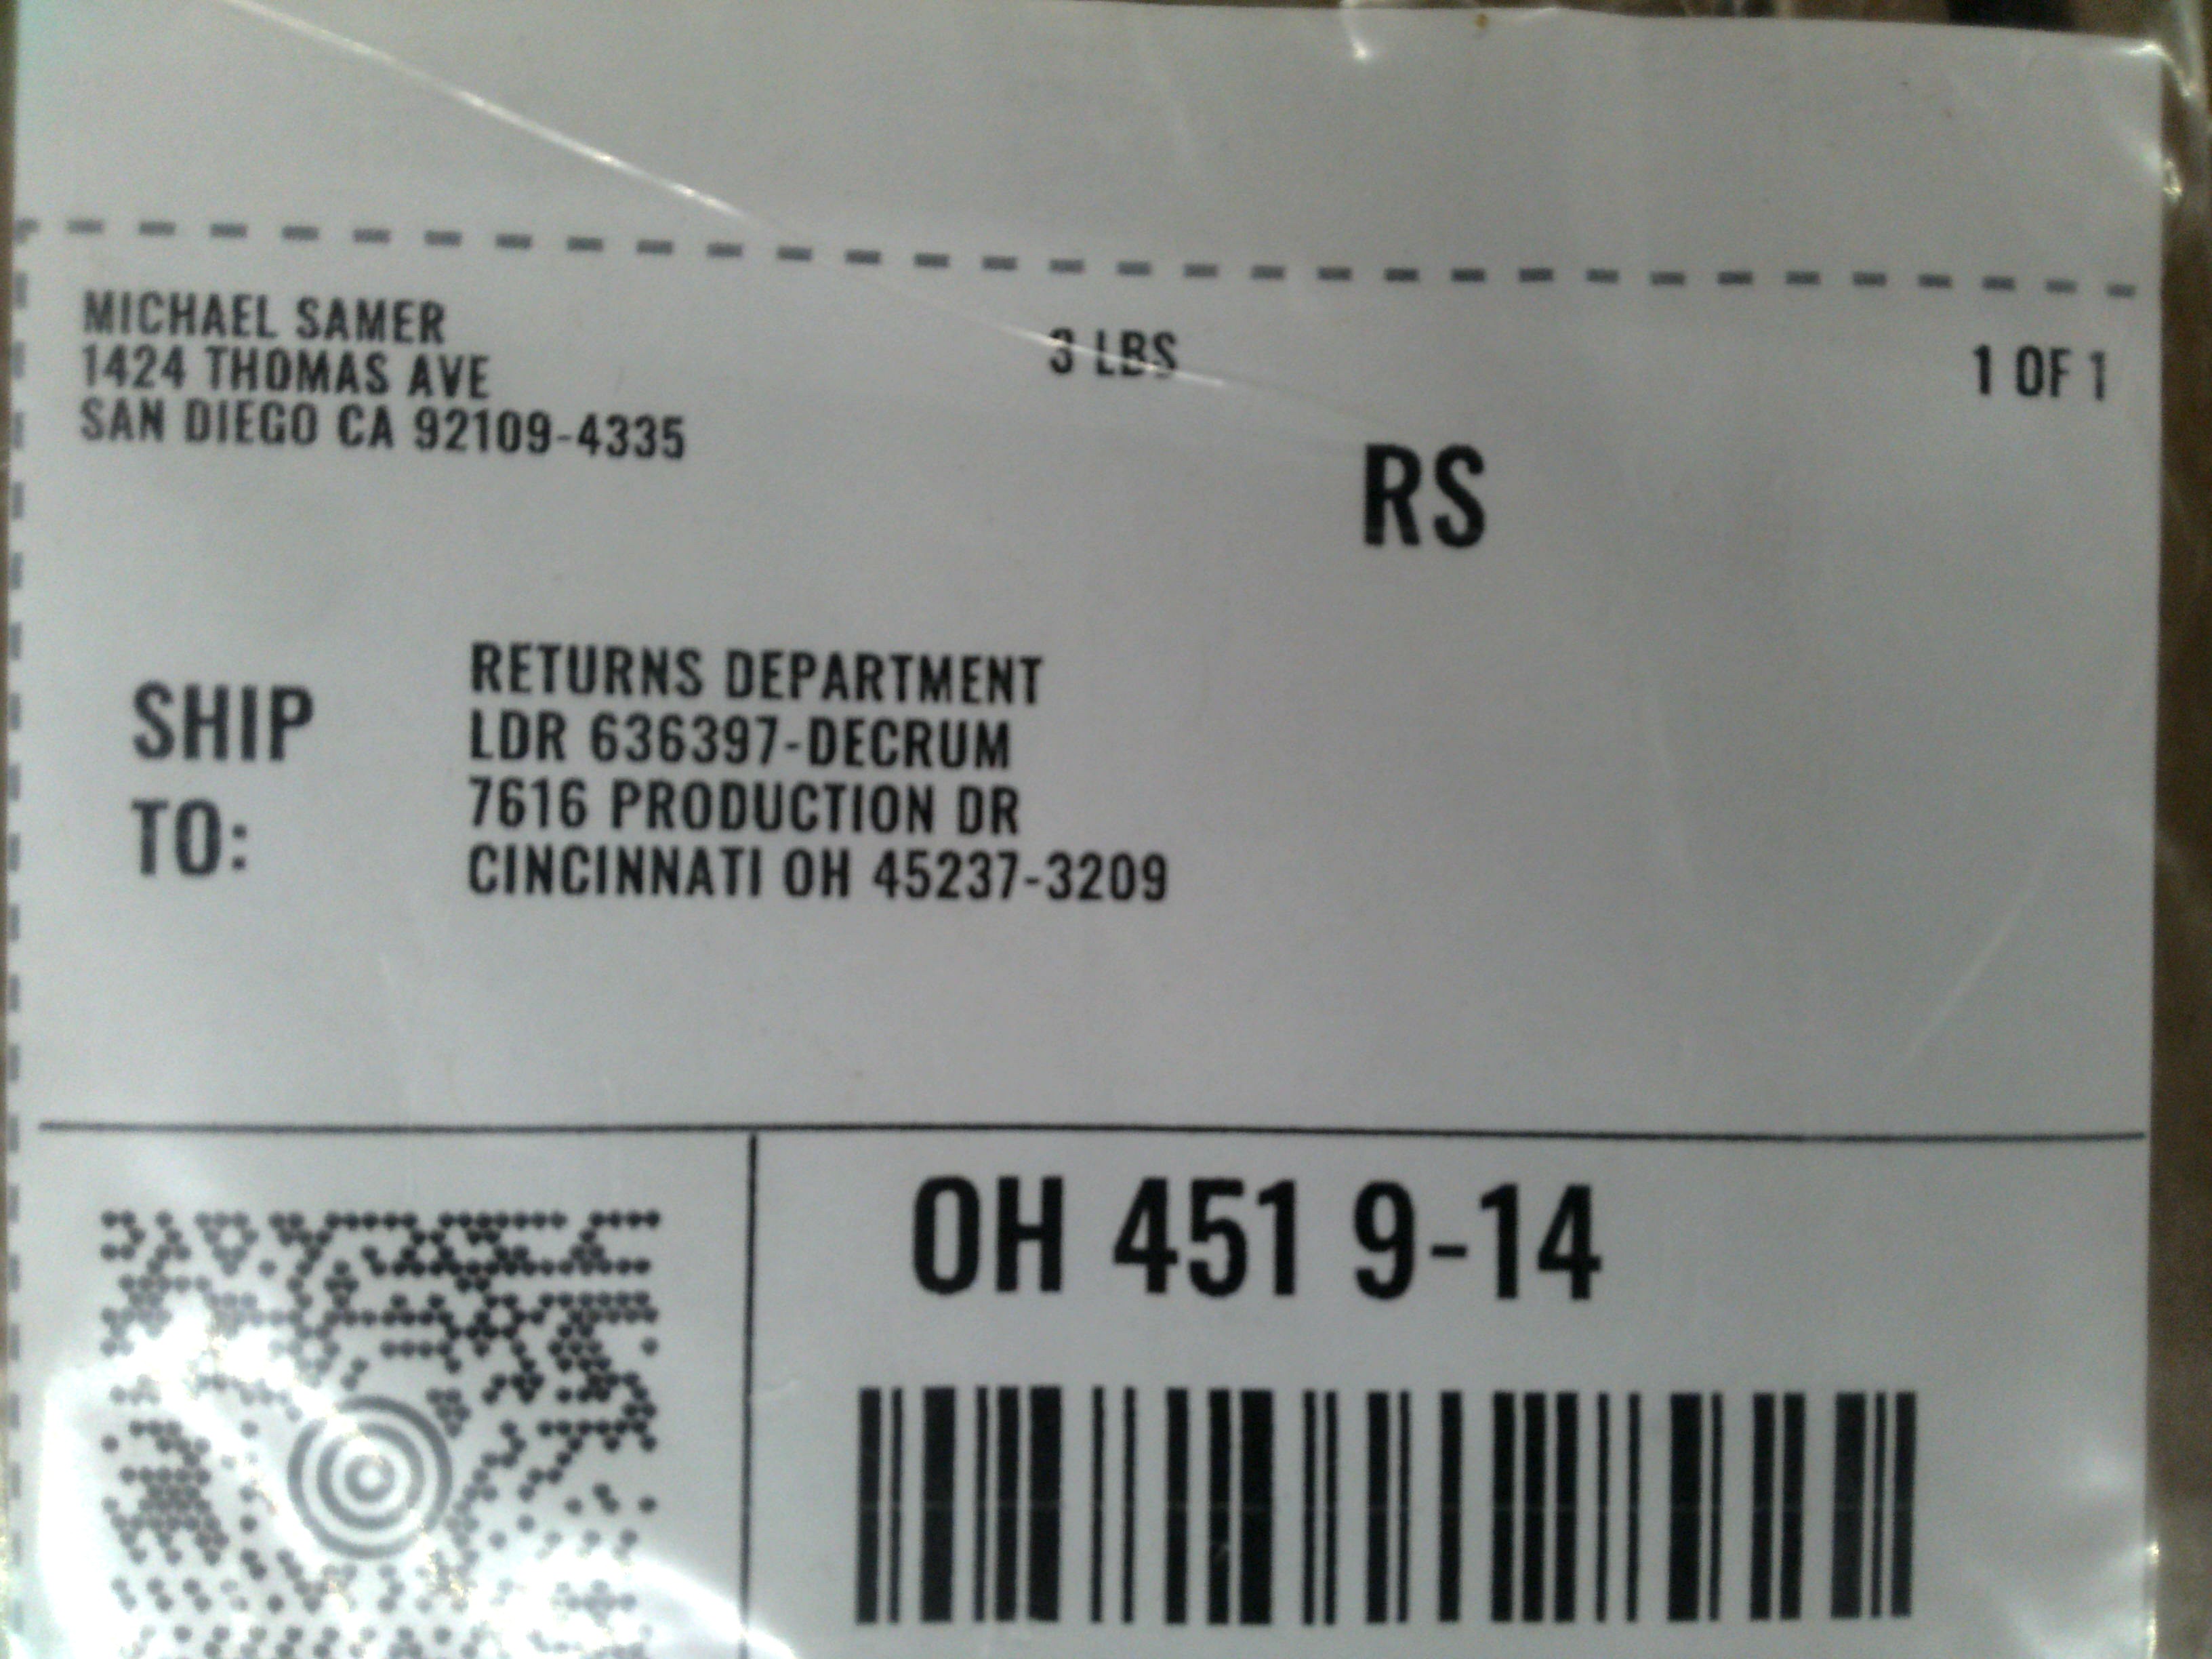 MICHAEL SAMER
1424 THOMAS AVE
SAN DIEGO CA 92109-4335
3 LBS
1 OF 1
RS
SHIP
TO:
RETURNS DEPARTMENT
LDR 636397-DECRUM
7616 PRODUCTION DR
CINCINNATI OH 45237-3209
OH 451 9-14